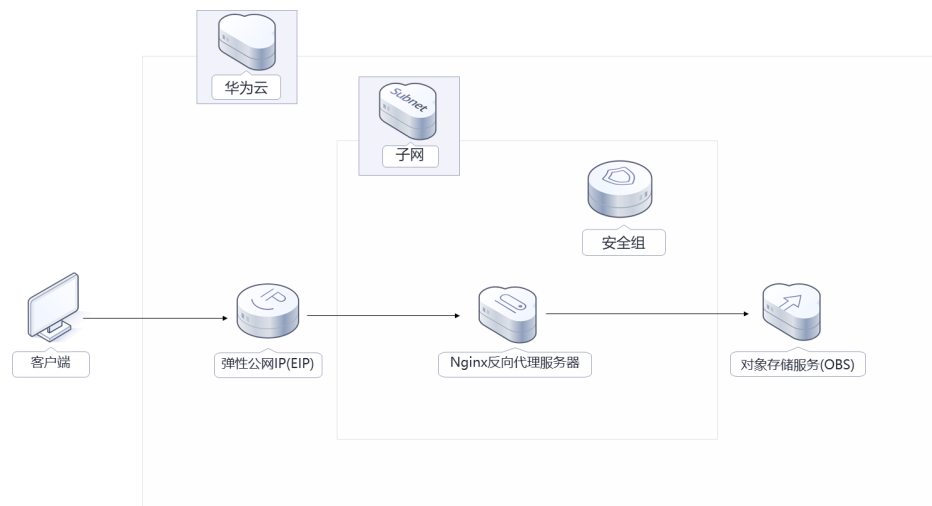 华为云
Subnet
子网
安全组
IP
客户端
弹性公网IP(EIP)
Nginx反向代理服务器
对象存储服务(OBS)